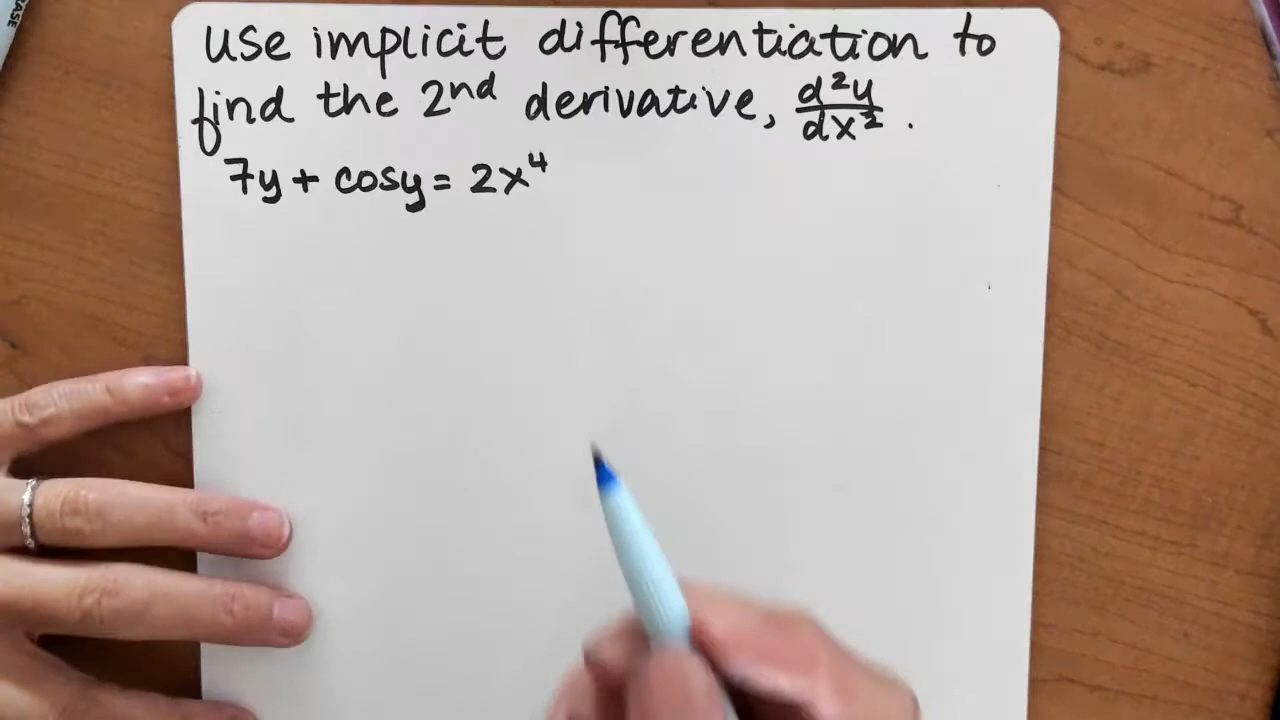 use implicit differentiation to
find the 2nd derivative, d²y/dx² .
7y + cosy = 2x⁴